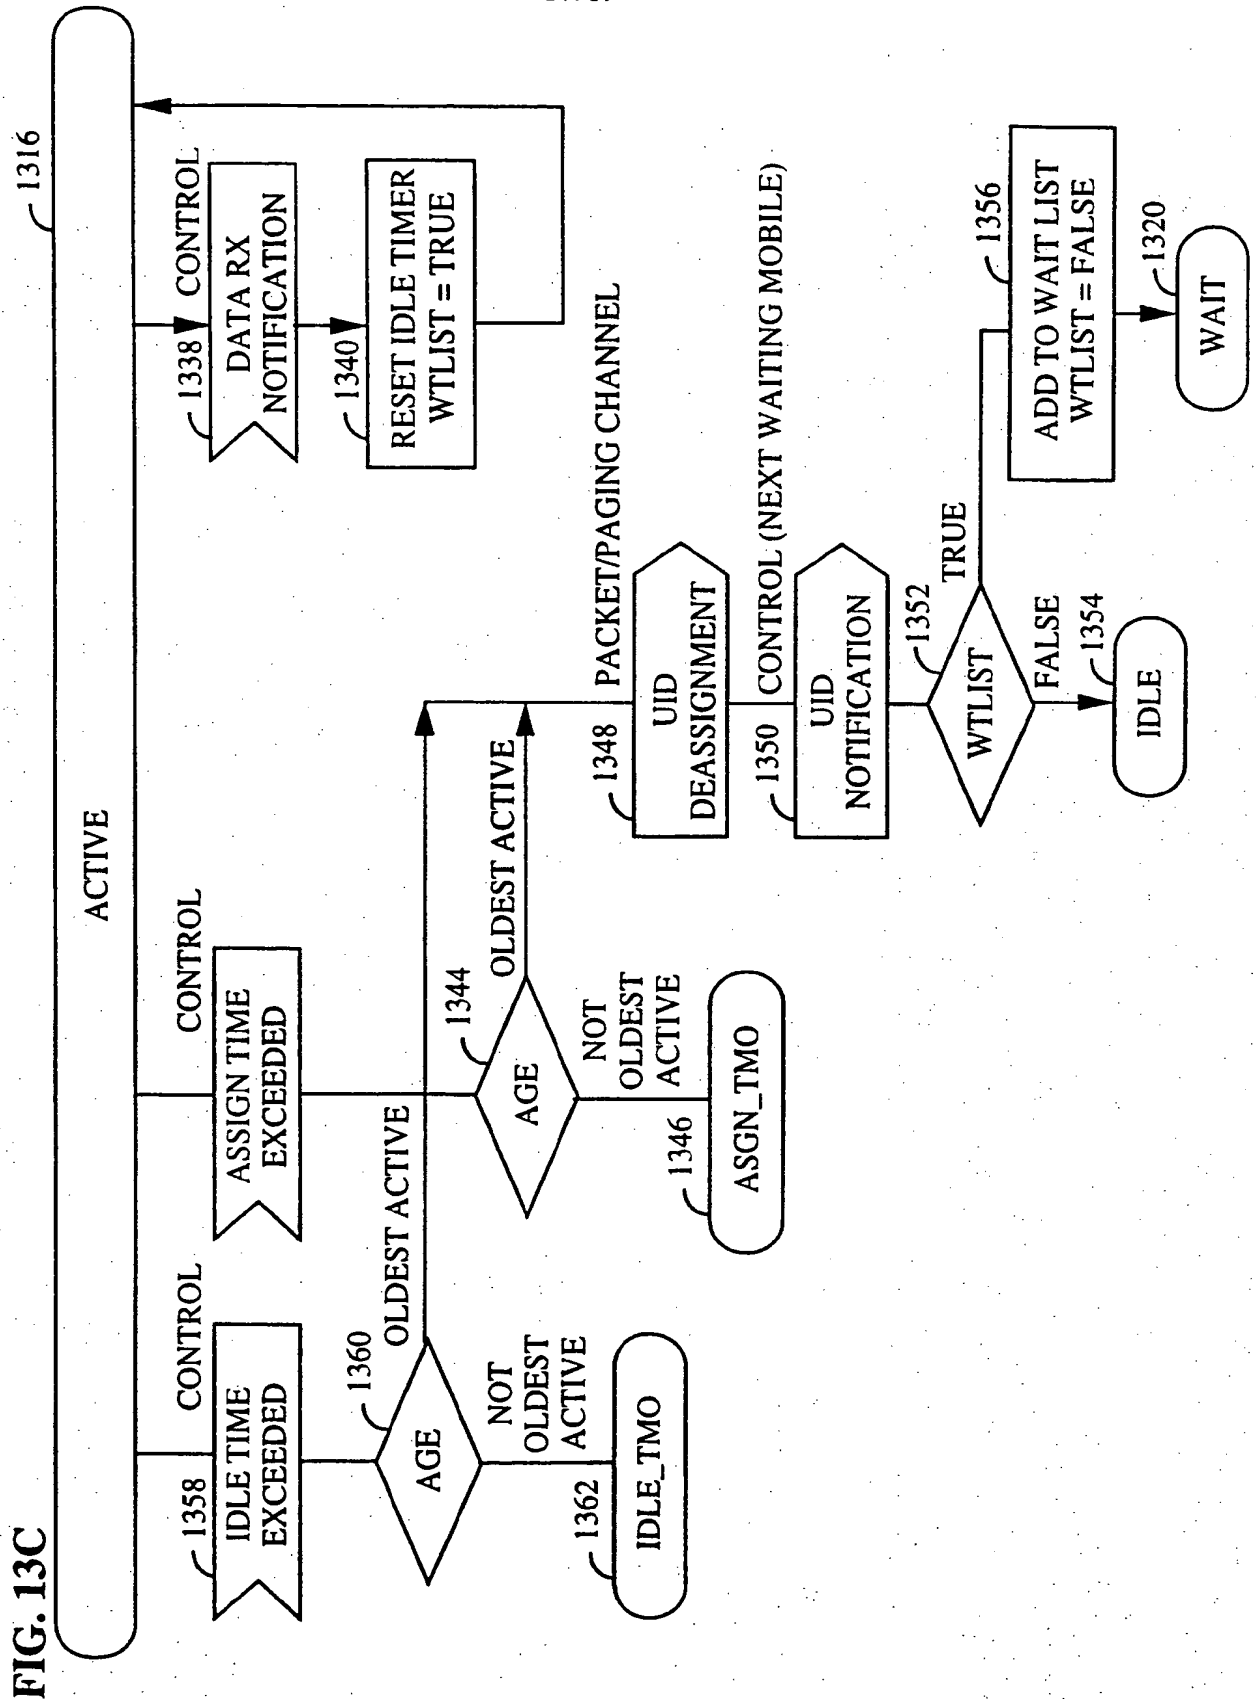 FIG. 13C
1316
ACTIVE
CONTROL
1358
IDLE TIME
EXCEEDED
1360
AGE
OLDEST ACTIVE
NOT
OLDEST
ACTIVE
1362
IDLE_TMO
CONTROL
ASSIGN TIME
EXCEEDED
1344
AGE
OLDEST ACTIVE
NOT
OLDEST
ACTIVE
1346
ASGN_TMO
CONTROL
1338
DATA RX
NOTIFICATION
1340
RESET IDLE TIMER
WTLIST = TRUE
PACKET/PAGING CHANNEL
1348
UID
DEASSIGNMENT
CONTROL (NEXT WAITING MOBILE)
1350
UID
NOTIFICATION
1352
WTLIST
TRUE
FALSE
1354
IDLE
1356
ADD TO WAIT LIST
WTLIST = FALSE
1320
WAIT